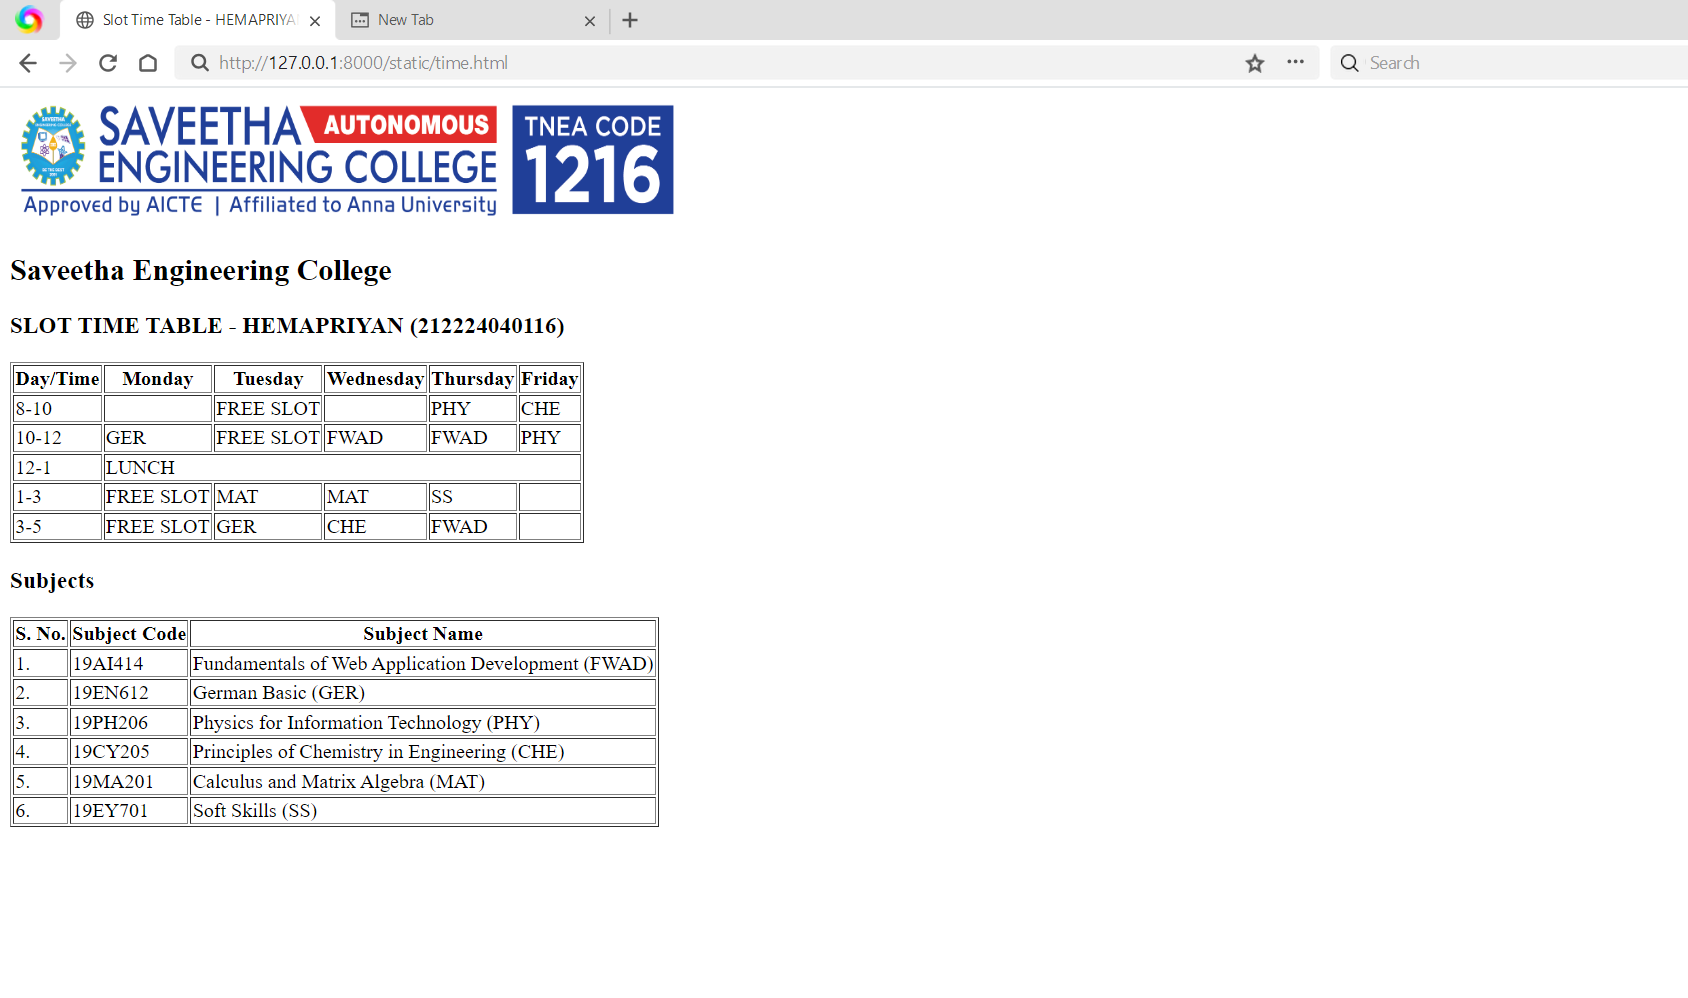 Slot Time Table - HEMAPRIYA
New Tab
http://127.0.0.1:8000/static/time.html
Search
SAVEETHA AUTONOMOUS
ENGINEERING COLLEGE
Approved by AICTE | Affiliated to Anna University
TNEA CODE
1216
Saveetha Engineering College
SLOT TIME TABLE - HEMAPRIYAN (212224040116)
Day/Time Monday Tuesday Wednesday Thursday Friday
8-10 FREE SLOT PHY CHE
10-12 GER FREE SLOT FWAD FWAD PHY
12-1 LUNCH
1-3 FREE SLOT MAT MAT SS
3-5 FREE SLOT GER CHE FWAD
Subjects
S. No. Subject Code Subject Name
1. 19AI414 Fundamentals of Web Application Development (FWAD)
2. 19EN612 German Basic (GER)
3. 19PH206 Physics for Information Technology (PHY)
4. 19CY205 Principles of Chemistry in Engineering (CHE)
5. 19MA201 Calculus and Matrix Algebra (MAT)
6. 19EY701 Soft Skills (SS)